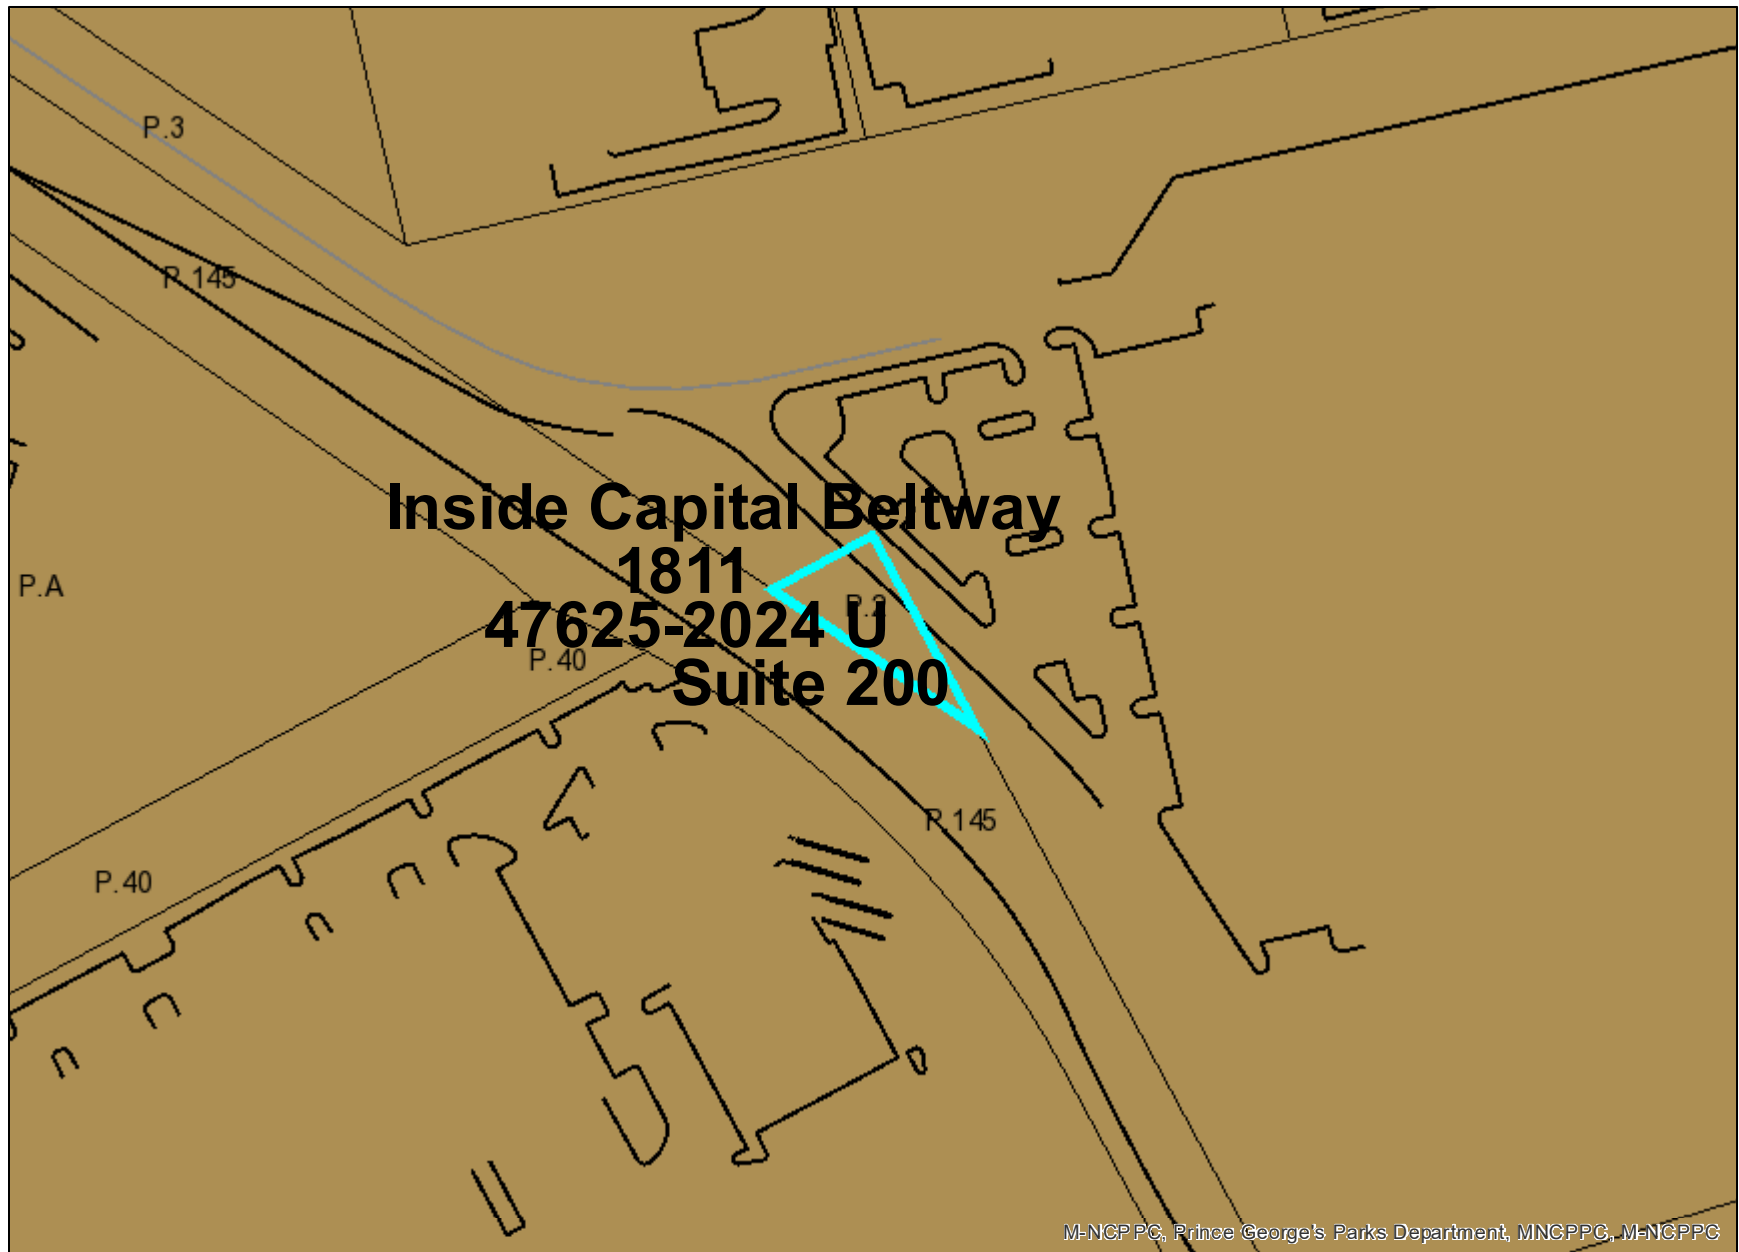 P.3
P.145
Inside Capital Beltway
1811
P.A
P.2
47625-2024 U
P.40
Suite 200
P.145
P.40
M-NCPPC, Prince George's Parks Department, MNCPPC, M-NCPPC